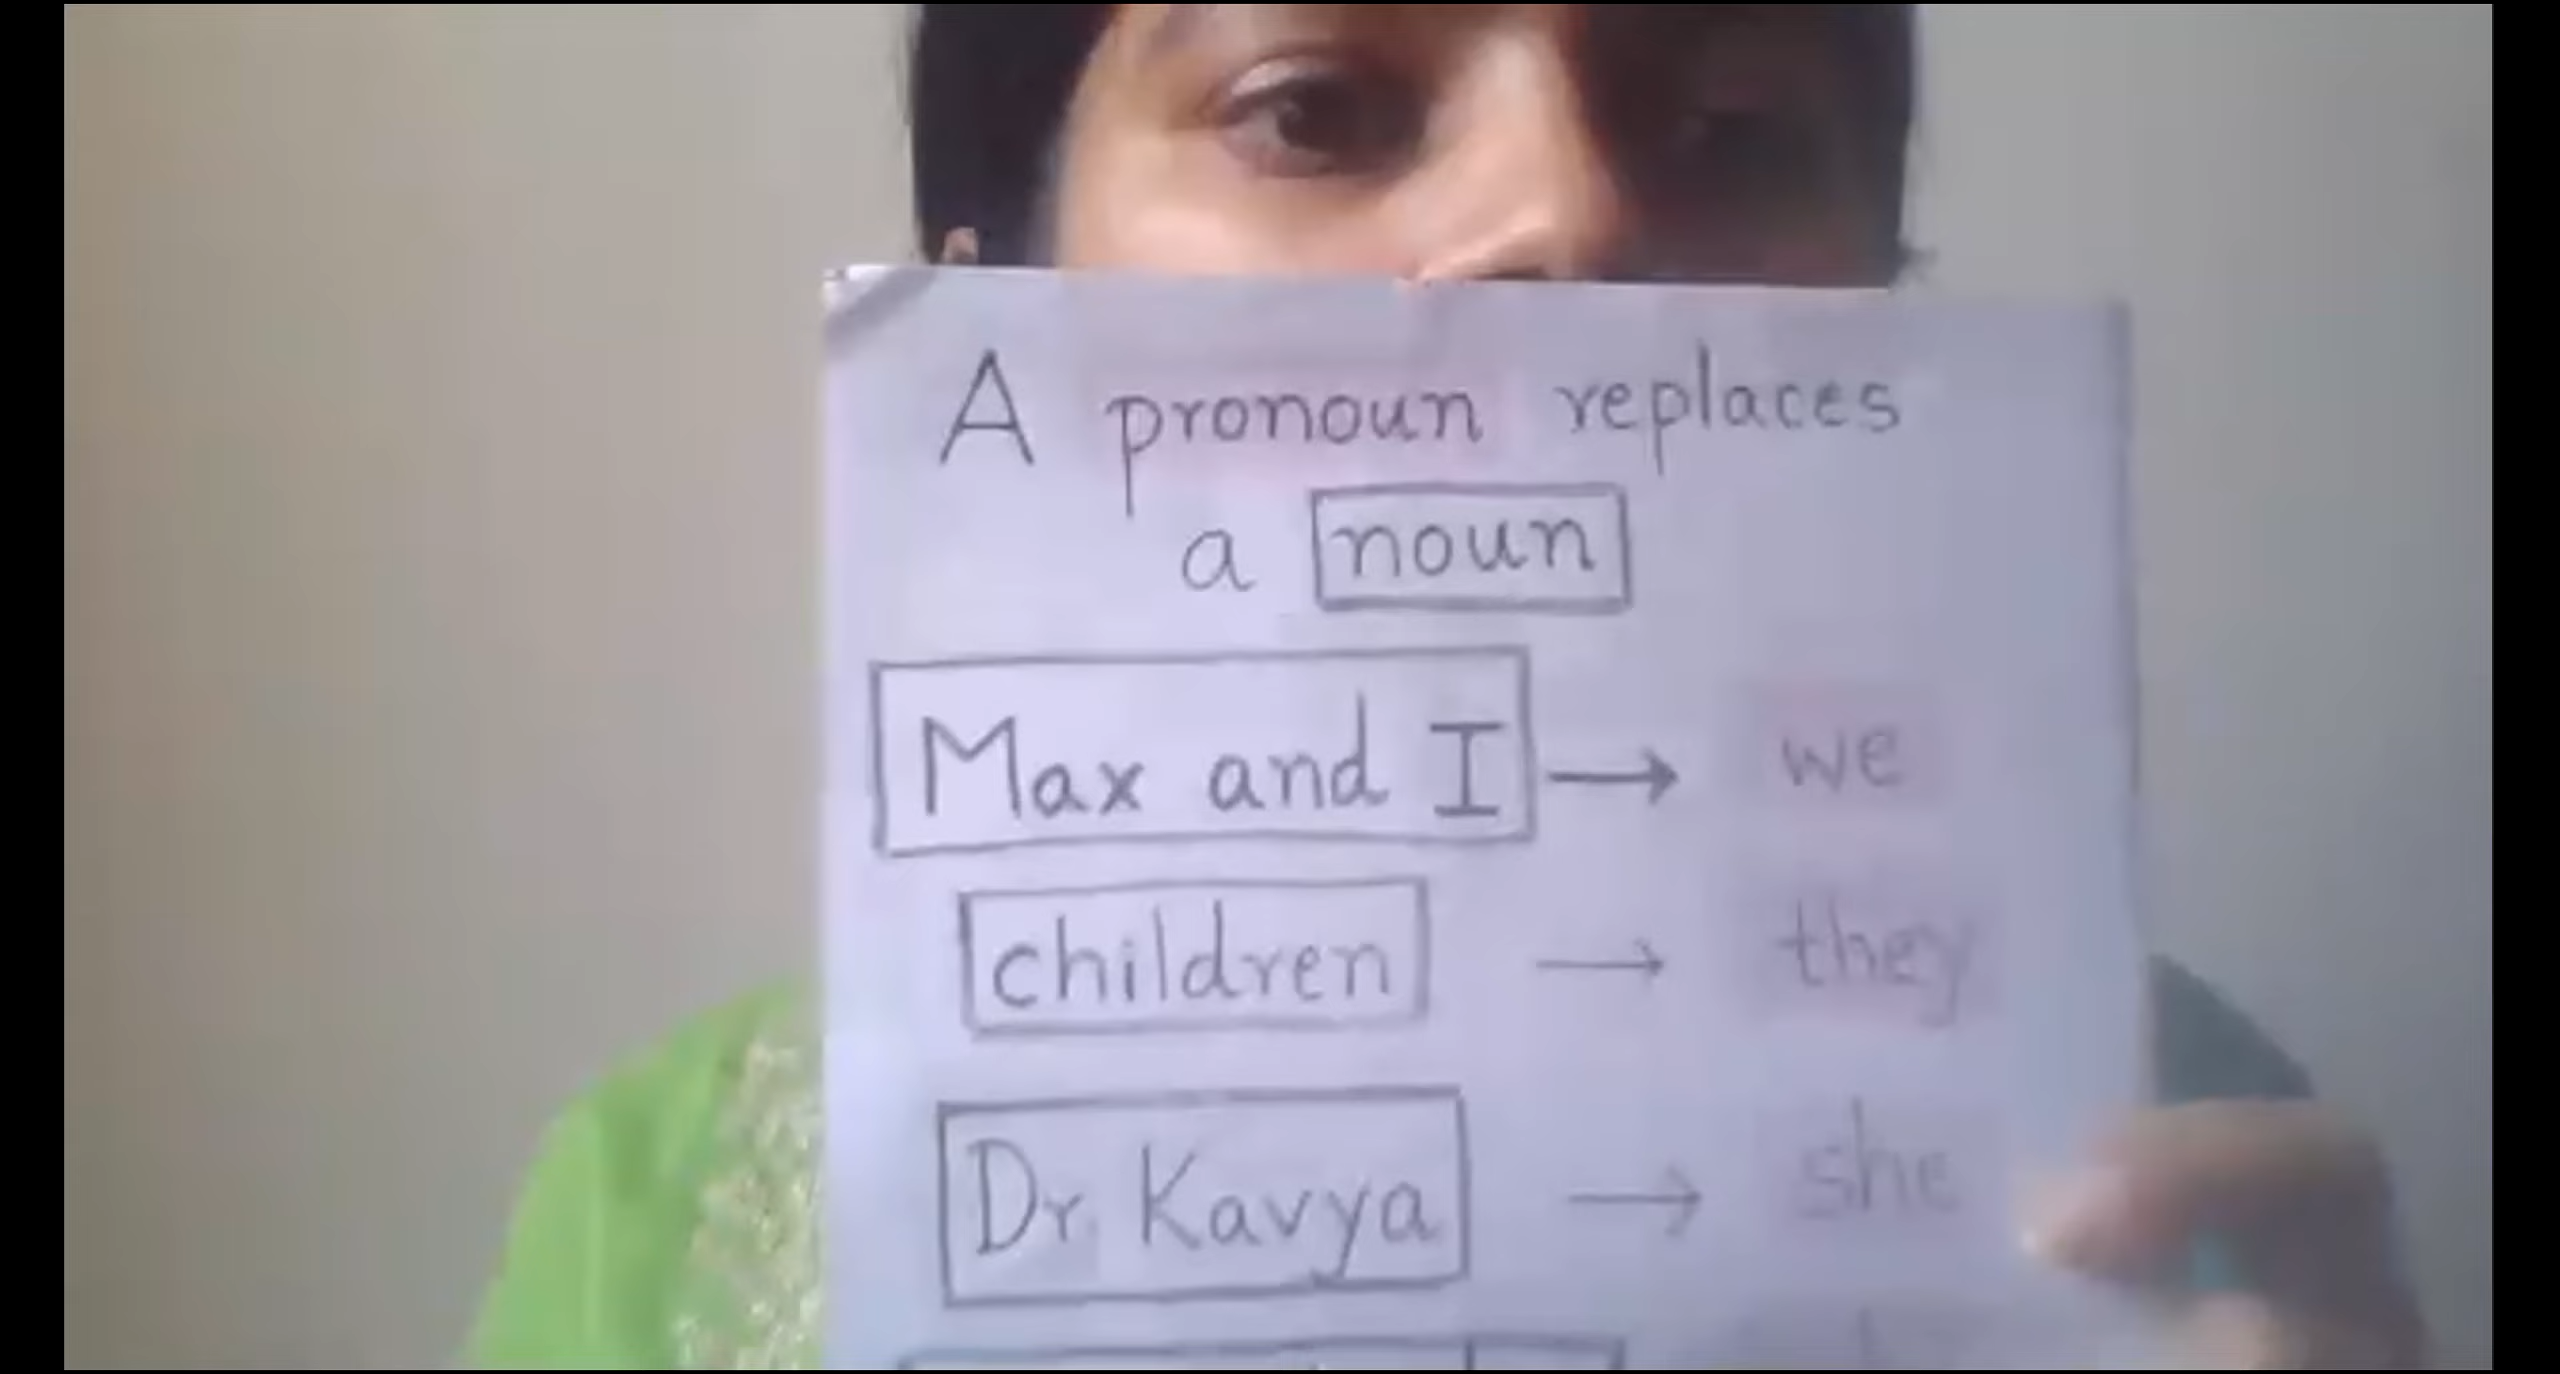 A pronoun replaces
a noun
Max and I → we
children → they
Dr. Kavya → she